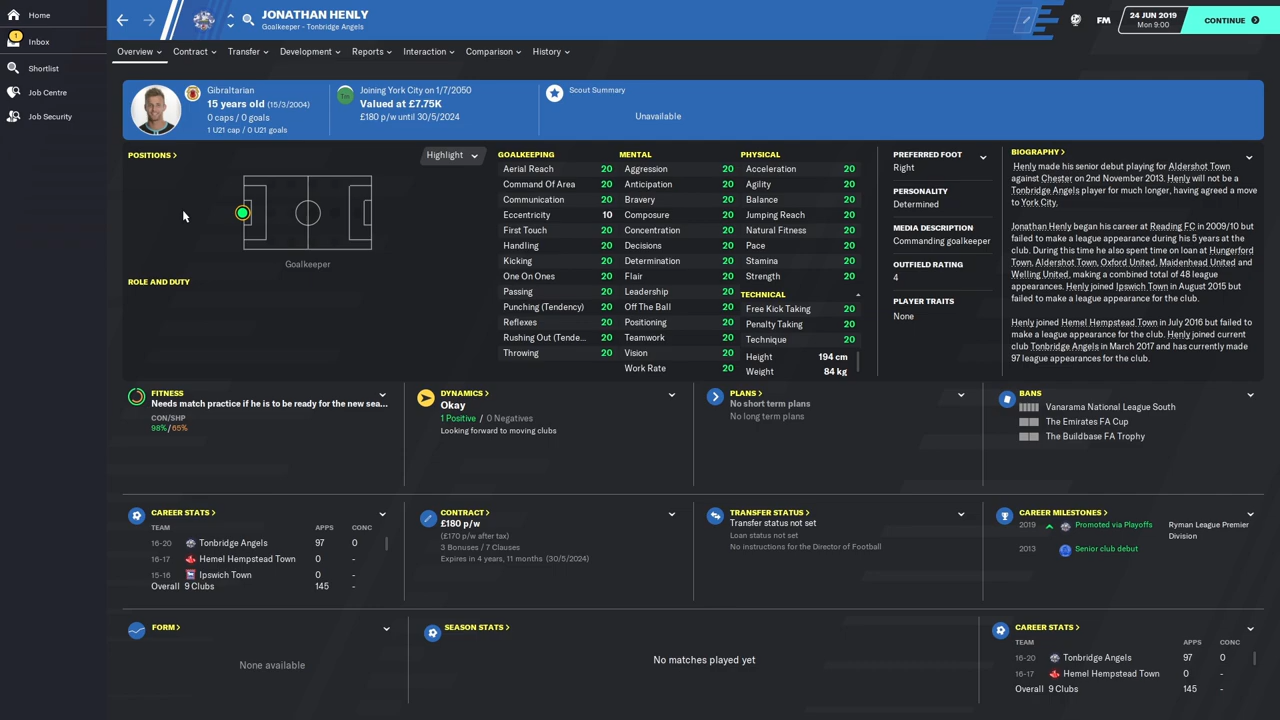 Home
Inbox
1
Shortlist
Job Centre
Job Security
JONATHAN HENLY
Goalkeeper - Tonbridge Angels
FM
24 JUN 2019
Mon 9:00
CONTINUE
Overview
Contract
Transfer
Development
Reports
Interaction
Comparison
History
Gibraltarian
15 years old (15/3/2004)
0 caps / 0 goals
1 U21 cap / 0 U21 goals
Joining York City on 1/7/2050
Valued at £7.75K
£180 p/w until 30/5/2024
Scout Summary
Unavailable
POSITIONS
Highlight
Goalkeeper
ROLE AND DUTY
GOALKEEPING
Aerial Reach 20
Command Of Area 20
Communication 20
Eccentricity 10
First Touch 20
Handling 20
Kicking 20
One On Ones 20
Passing 20
Punching (Tendency) 20
Reflexes 20
Rushing Out (Tende... 20
Throwing 20
MENTAL
Aggression 20
Anticipation 20
Bravery 20
Composure 20
Concentration 20
Decisions 20
Determination 20
Flair 20
Leadership 20
Off The Ball 20
Positioning 20
Teamwork 20
Vision 20
Work Rate 20
PHYSICAL
Acceleration 20
Agility 20
Balance 20
Jumping Reach 20
Natural Fitness 20
Pace 20
Stamina 20
Strength 20
TECHNICAL
Free Kick Taking 20
Penalty Taking 20
Technique 20
Height 194 cm
Weight 84 kg
PREFERRED FOOT
Right
PERSONALITY
Determined
MEDIA DESCRIPTION
Commanding goalkeeper
OUTFIELD RATING
4
PLAYER TRAITS
None
BIOGRAPHY
Henly made his senior debut playing for Aldershot Town
against Chester on 2nd November 2013. Henly will not be a
Tonbridge Angels player for much longer, having agreed a move
to York City.
Jonathan Henly began his career at Reading FC in 2009/10 but
failed to make a league appearance during his 5 years at the
club. During this time he also spent time on loan at Hungerford
Town, Aldershot Town, Oxford United, Maidenhead United and
Welling United, making a combined total of 48 league
appearances. Henly joined Ipswich Town in August 2015 but
failed to make a league appearance for the club.
Henly joined Hemel Hempstead Town in July 2016 but failed to
make a league appearance for the club. Henly joined current
club Tonbridge Angels in March 2017 and has currently made
97 league appearances for the club.
FITNESS
Needs match practice if he is to be ready for the new sea...
CON/SHP
98%/65%
DYNAMICS
Okay
1 Positive / 0 Negatives
Looking forward to moving clubs
PLANS
No short term plans
No long term plans
BANS
Vanarama National League South
The Emirates FA Cup
The Buildbase FA Trophy
CAREER STATS
TEAM APPS CONC
16-20 Tonbridge Angels 97 0
16-17 Hemel Hempstead Town 0 -
15-16 Ipswich Town 0 -
Overall 9 Clubs 145 -
CONTRACT
£180 p/w
(£170 p/w after tax)
3 Bonuses / 7 Clauses
Expires in 4 years, 11 months (30/5/2024)
TRANSFER STATUS
Transfer status not set
Loan status not set
No instructions for the Director of Football
CAREER MILESTONES
2019 Promoted via Playoffs Ryman League Premier
Division
2013 Senior club debut
FORM
None available
SEASON STATS
No matches played yet
CAREER STATS
TEAM APPS CONC
16-20 Tonbridge Angels 97 0
16-17 Hemel Hempstead Town 0 -
Overall 9 Clubs 145 -